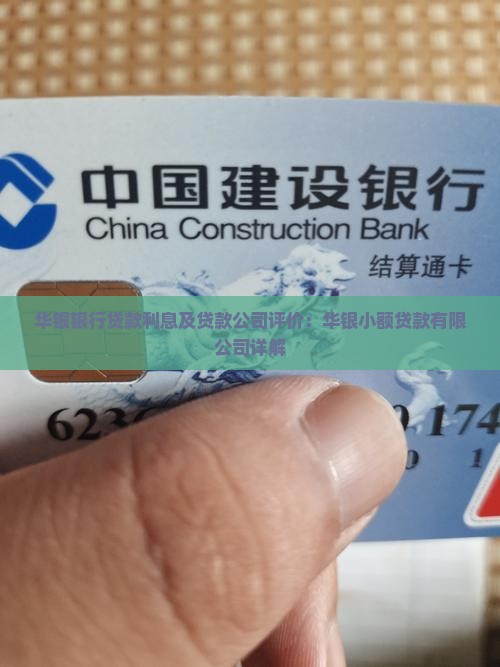 中国建设银行
China Construction Bank
结算通卡
华银银行贷款利息及贷款公司评价：华银小额贷款有限
公司详解